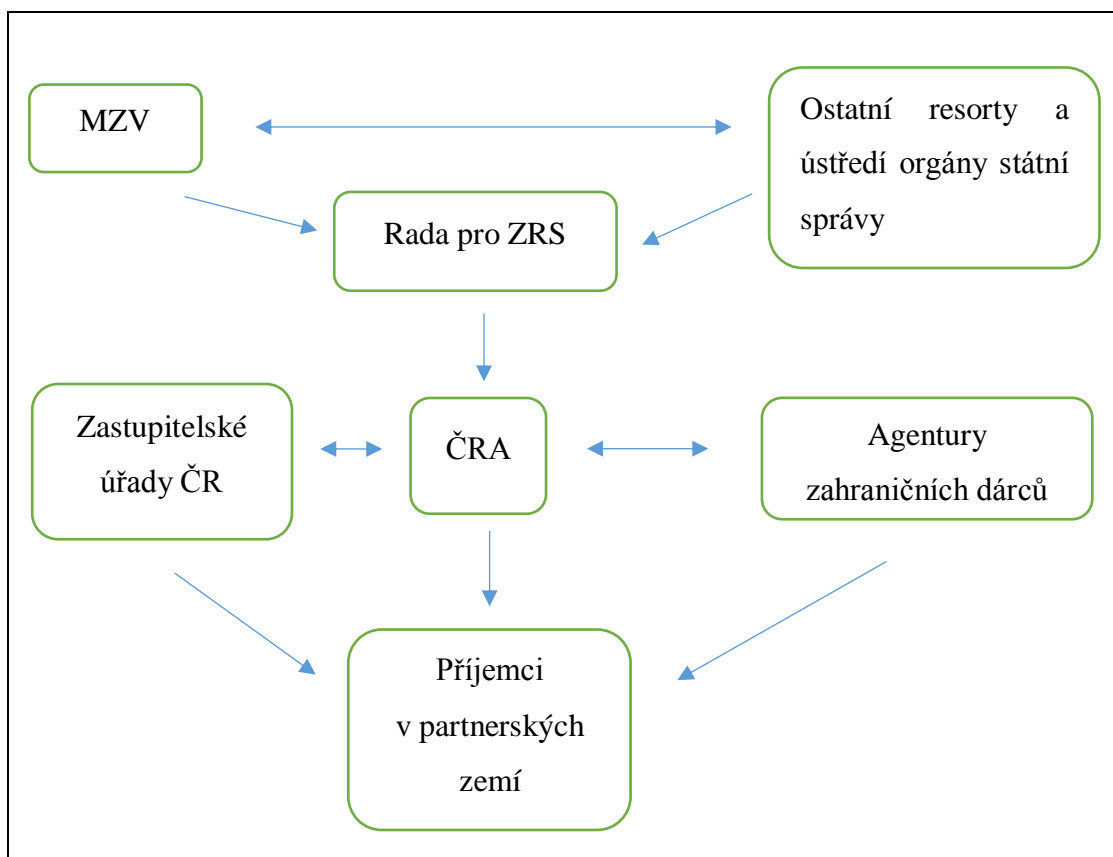 MZV
Ostatní resorty a
ústředí orgány státní
správy
Rada pro ZRS
Zastupitelské
úřady ČR
ČRA
Agentury
zahraničních dárců
Příjemci
v partnerských
zemí